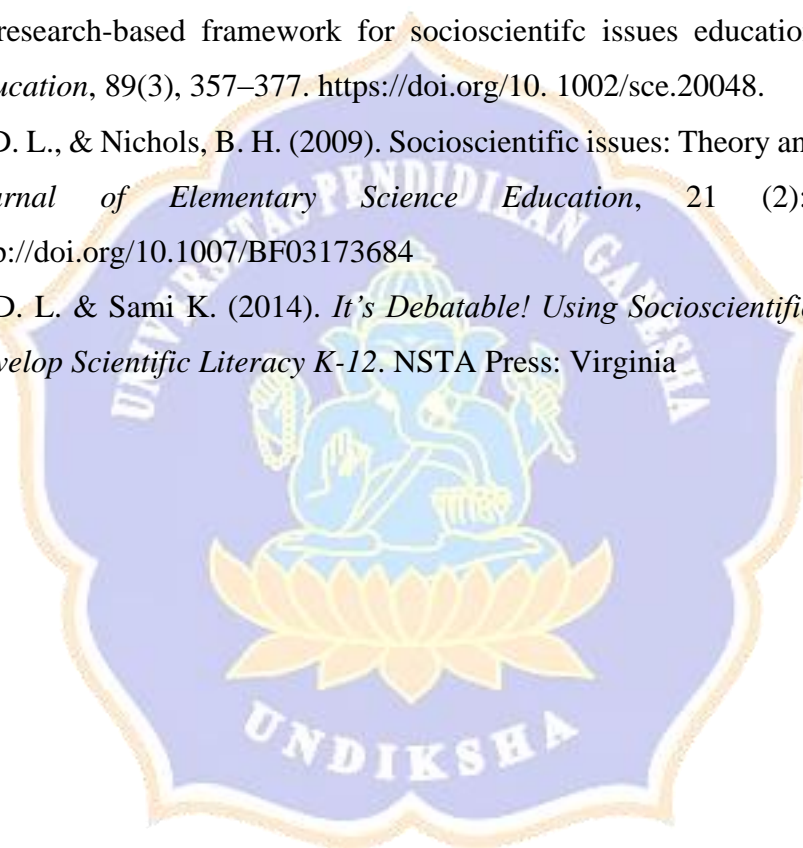 research-based framework for socioscientifc issues educatio
ucation, 89(3), 357–377. https://doi.org/10. 1002/sce.20048.
D. L., & Nichols, B. H. (2009). Socioscientific issues: Theory an
rnal of Elementary Science Education, 21 (2):
p://doi.org/10.1007/BF03173684
D. L. & Sami K. (2014). It’s Debatable! Using Socioscientific
velop Scientific Literacy K-12. NSTA Press: Virginia
UNIVERSITAS PENDIDIKAN GANESHA
UNDIKSHA